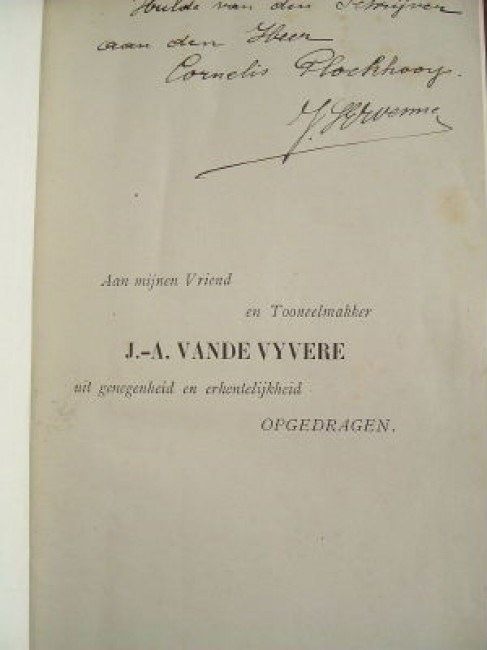 Hulde van den Schrijver
aan den Heer
Cornelis Plockhooy.
Aan mijnen Vriend
en Tooneelmakker
J.-A. VANDE VYVERE
uit genegenheid en erhentelijkheid
OPGEDRAGEN.